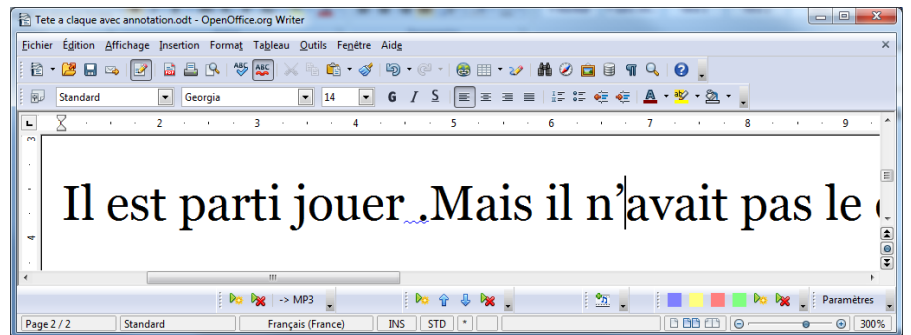 Tete a claque avec annotation.odt - OpenOffice.org Writer
Fichier Édition Affichage Insertion Format Tableau Outils Fenêtre Aide
Standard Georgia 14 G I S
2 3 4 5 6 7 8 9
3
4
Il est parti jouer .Mais il n’avait pas le
-> MP3 Paramètres
Page 2 / 2 Standard Français (France) INS STD * 300%